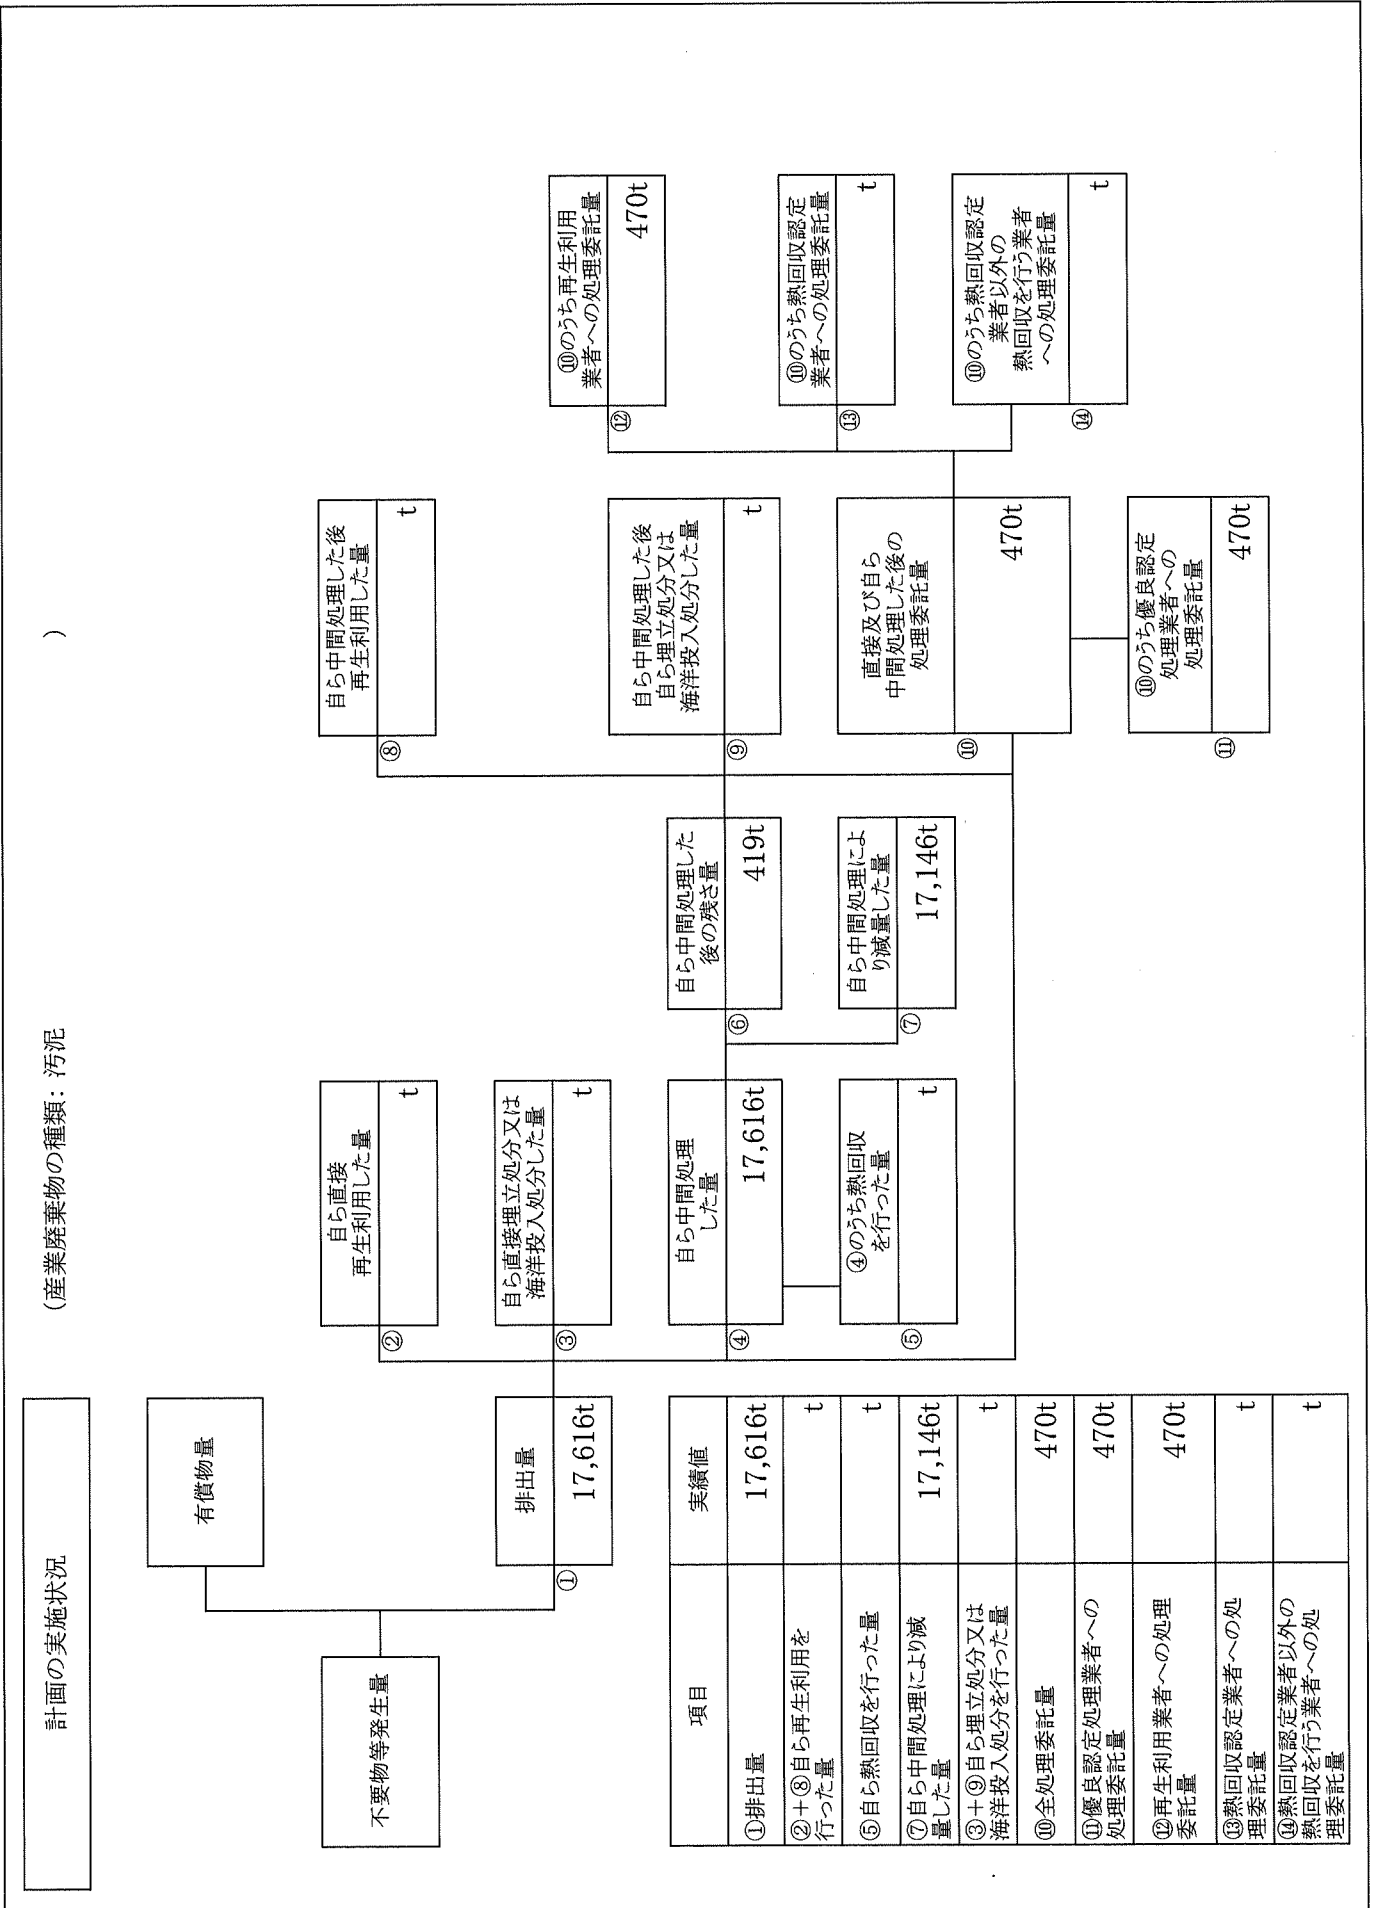 計画の実施状況
（産業廃棄物の種類：汚泥　　　　　　　　　　）
不要物等発生量
有償物量
排出量
①
17,616t
自ら直接
再生利用した量
②
t
自ら直接埋立処分又は
海洋投入処分した量
③
t
自ら中間処理
した量
④
17,616t
④のうち熱回収
を行った量
⑤
t
自ら中間処理した
後の残さ量
⑥
419t
自ら中間処理によ
り減量した量
⑦
17,146t
自ら中間処理した後
再生利用した量
⑧
t
自ら中間処理した後
自ら埋立処分又は
海洋投入処分した量
⑨
t
直接及び自ら
中間処理した後の
処理委託量
⑩
470t
⑩のうち優良認定
処理業者への
処理委託量
⑪
470t
⑩のうち再生利用
業者への処理委託量
⑫
470t
⑩のうち熱回収認定
業者への処理委託量
⑬
t
⑩のうち熱回収認定
業者以外の
熱回収を行う業者
への処理委託量
⑭
t
項目 実績値
①排出量 17,616t
②＋⑧自ら再生利用を
行った量 t
⑤自ら熱回収を行った量 t
⑦自ら中間処理により減
量した量 17,146t
③＋⑨自ら埋立処分又は
海洋投入処分を行った量 t
⑩全処理委託量 470t
⑪優良認定処理業者への
処理委託量 470t
⑫再生利用業者への処理
委託量 470t
⑬熱回収認定業者への処
理委託量 t
⑭熱回収認定業者以外の
熱回収を行う業者への処
理委託量 t